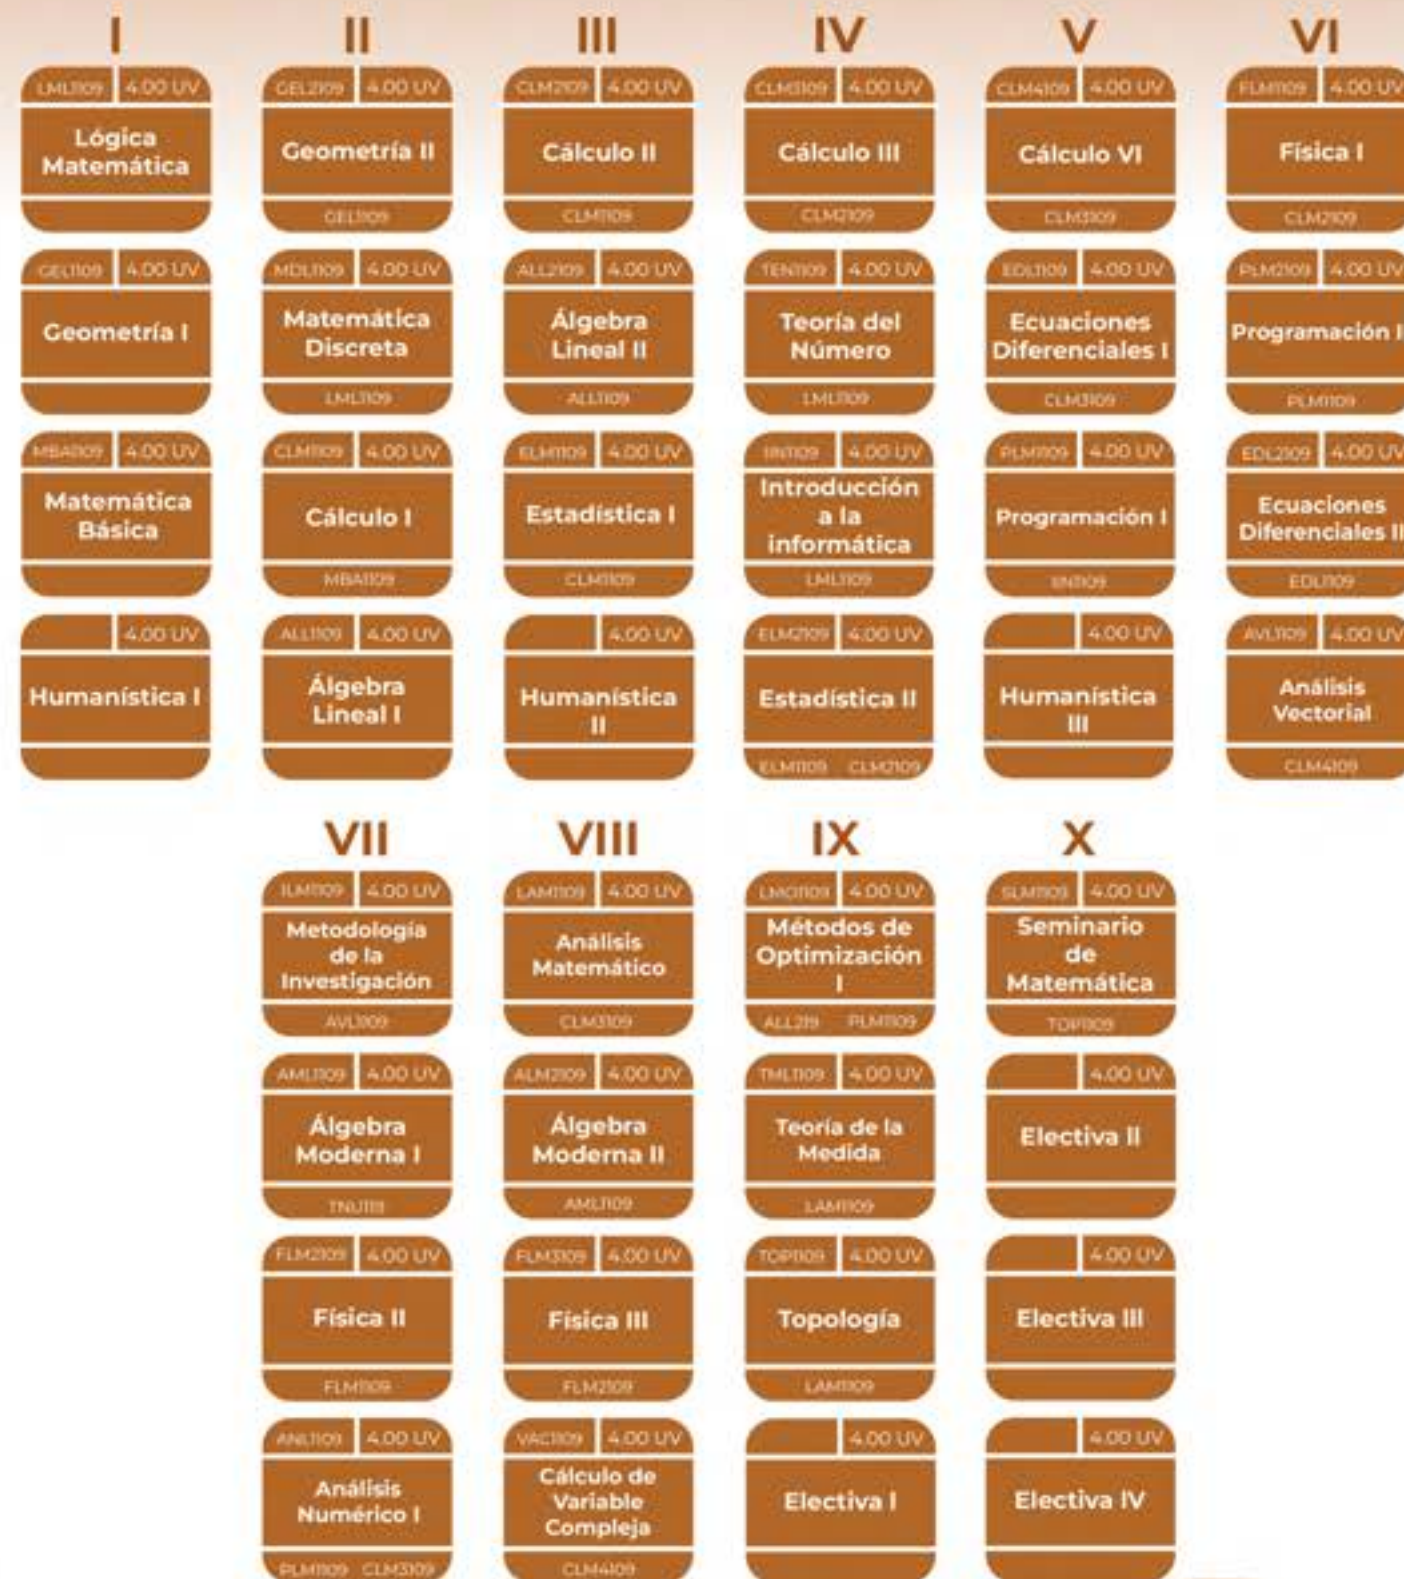 I II III IV V VI
LML1109 4.00 UV GEL2109 4.00 UV CLM2109 4.00 UV CLM3109 4.00 UV CLM4109 4.00 UV FLM1109 4.00 UV
Lógica
Matemática
Geometría II
Cálculo II
Cálculo III
Cálculo VI
Física I
GEL1109 CLM1109 CLM2109 CLM3109 CLM2109
GEL1109 4.00 UV MDL1109 4.00 UV ALL2109 4.00 UV TEN1109 4.00 UV EDL1109 4.00 UV PLM2109 4.00 UV
Geometría I
Matemática
Discreta
Álgebra
Lineal II
Teoría del
Número
Ecuaciones
Diferenciales I
Programación I
LML1109 ALL1109 LML1109 CLM3109 PLM1109
MBA1109 4.00 UV CLM1109 4.00 UV ELM1109 4.00 UV IIN1109 4.00 UV PLM1109 4.00 UV EDL2109 4.00 UV
Matemática
Básica
Cálculo I
Estadística I
Introducción
a la
informática
Programación I
Ecuaciones
Diferenciales II
MBA1109 CLM1109 LML1109 IIN1109 EDL1109
4.00 UV ALL1109 4.00 UV 4.00 UV ELM2109 4.00 UV 4.00 UV AVL1109 4.00 UV
Humanística I
Álgebra
Lineal I
Humanística
II
Estadística II
Humanística
III
Análisis
Vectorial
ELM1109 CLM2109 CLM4109
VII VIII IX X
ILM1109 4.00 UV LAM1109 4.00 UV LMO1109 4.00 UV SLM1109 4.00 UV
Metodología
de la
Investigación
Análisis
Matemático
Métodos de
Optimización
I
Seminario
de
Matemática
AVL1109 CLM3109 ALL219 PLM1109 TOP1109
AML1109 4.00 UV ALM2109 4.00 UV TML1109 4.00 UV 4.00 UV
Álgebra
Moderna I
Álgebra
Moderna II
Teoría de la
Medida
Electiva II
AML1109 LAM1109
FLM2109 4.00 UV FLM3109 4.00 UV TOP1109 4.00 UV 4.00 UV
Física II
Física III
Topología
Electiva III
FLM1109 FLM2109 LAM1109
ANL1109 4.00 UV VAC1109 4.00 UV 4.00 UV 4.00 UV
Análisis
Numérico I
Cálculo de
Variable
Compleja
Electiva I
Electiva IV
PLM1109 CLM3109 CLM4109